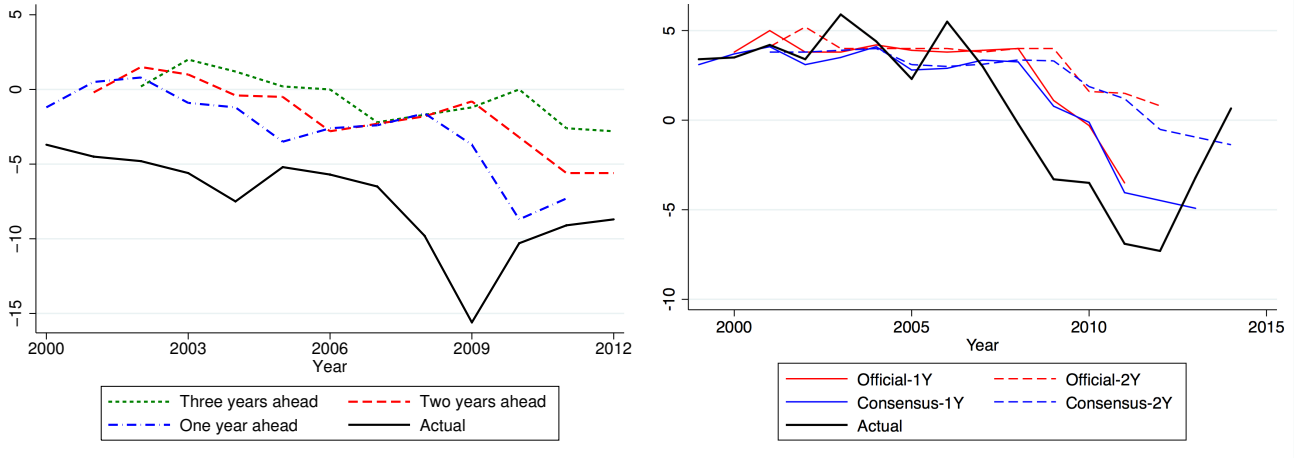 5
0
−5
−10
−15
2000 2003 2006 2009 2012
Year
Three years ahead Two years ahead
One year ahead Actual
5
0
-5
-10
2000 2005 2010 2015
Year
Official-1Y Official-2Y
Consensus-1Y Consensus-2Y
Actual